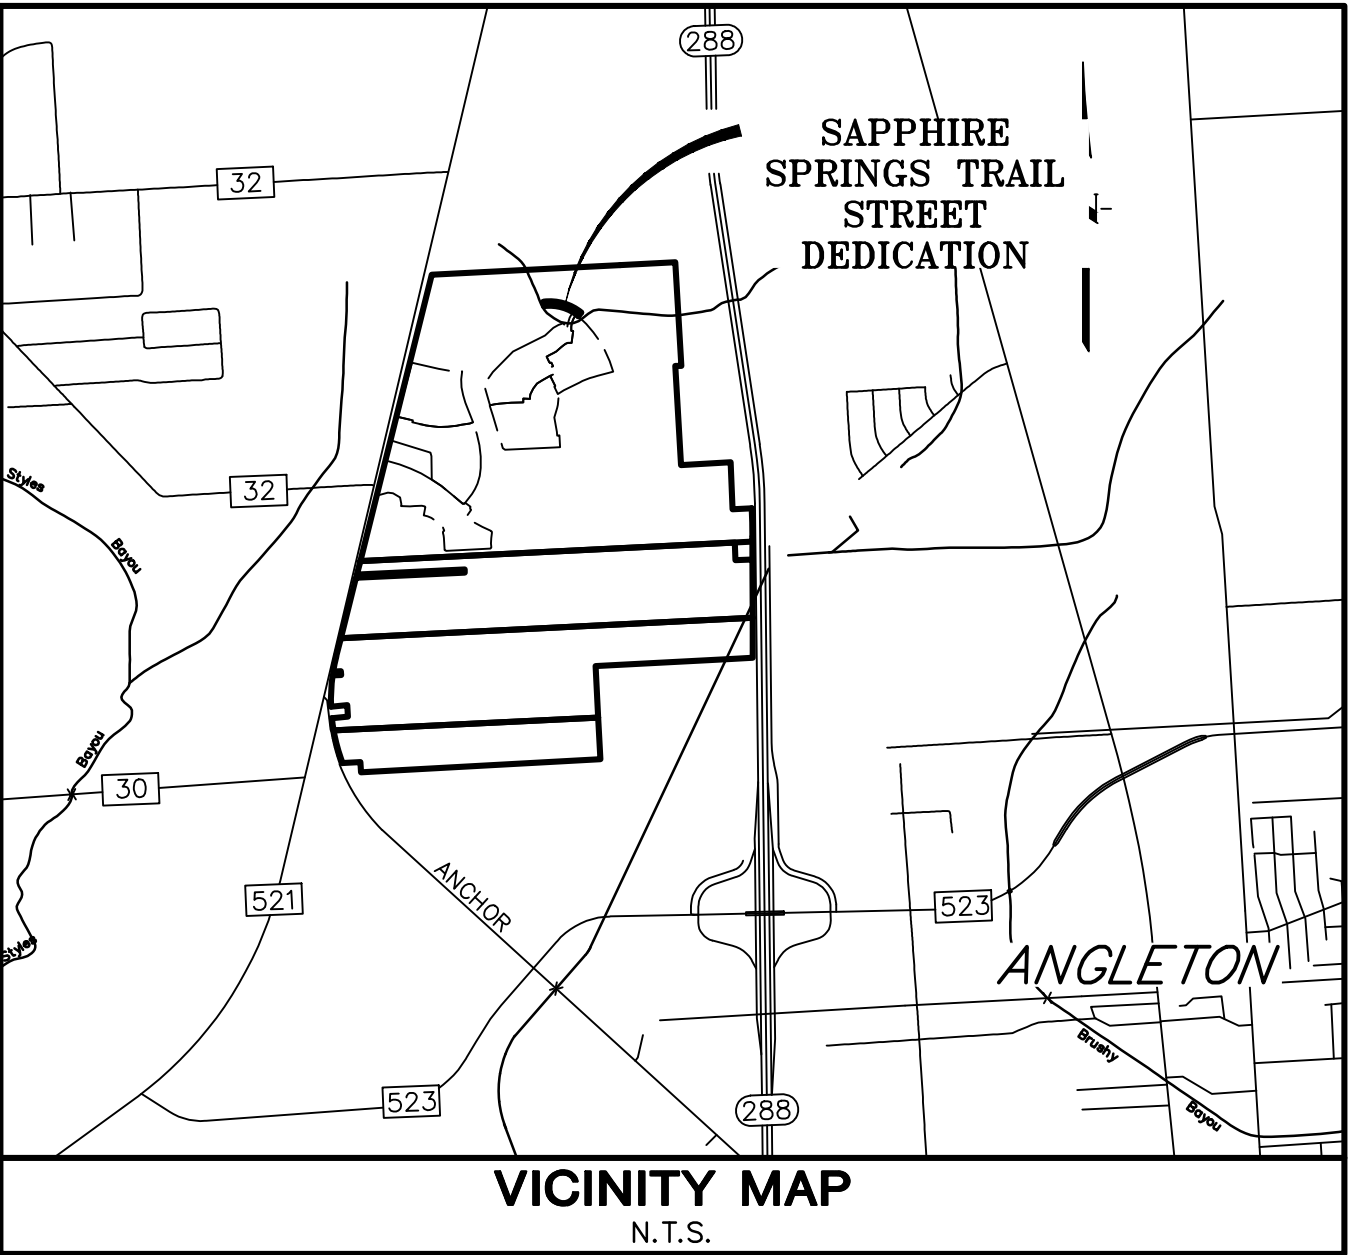 288
SAPPHIRE
SPRINGS TRAIL
STREET
DEDICATION
32
32
Styles
Bayou
Bayou
30
521
ANCHOR
523
Styles
ANGLETON
Brushy
523
288
Bayou
VICINITY MAP
N.T.S.